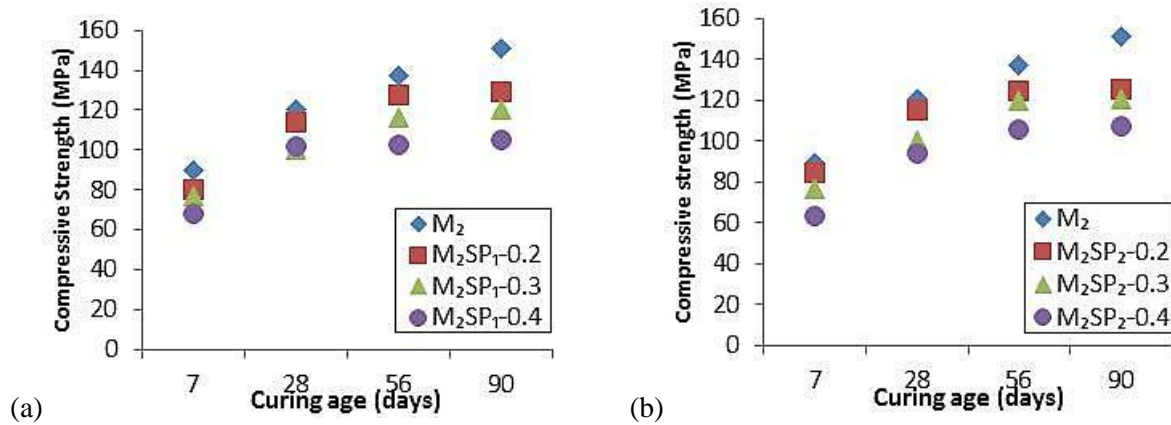 160
140
120
100
80
60
40
20
0
Compressive Strength (MPa)
M₂
M₂SP₁-0.2
M₂SP₁-0.3
M₂SP₁-0.4
7 28 56 90
Curing age (days)
(a)
160
140
120
100
80
60
40
20
0
Compressive strength (MPa)
M₂
M₂SP₂-0.2
M₂SP₂-0.3
M₂SP₂-0.4
7 28 56 90
Curing age (days)
(b)